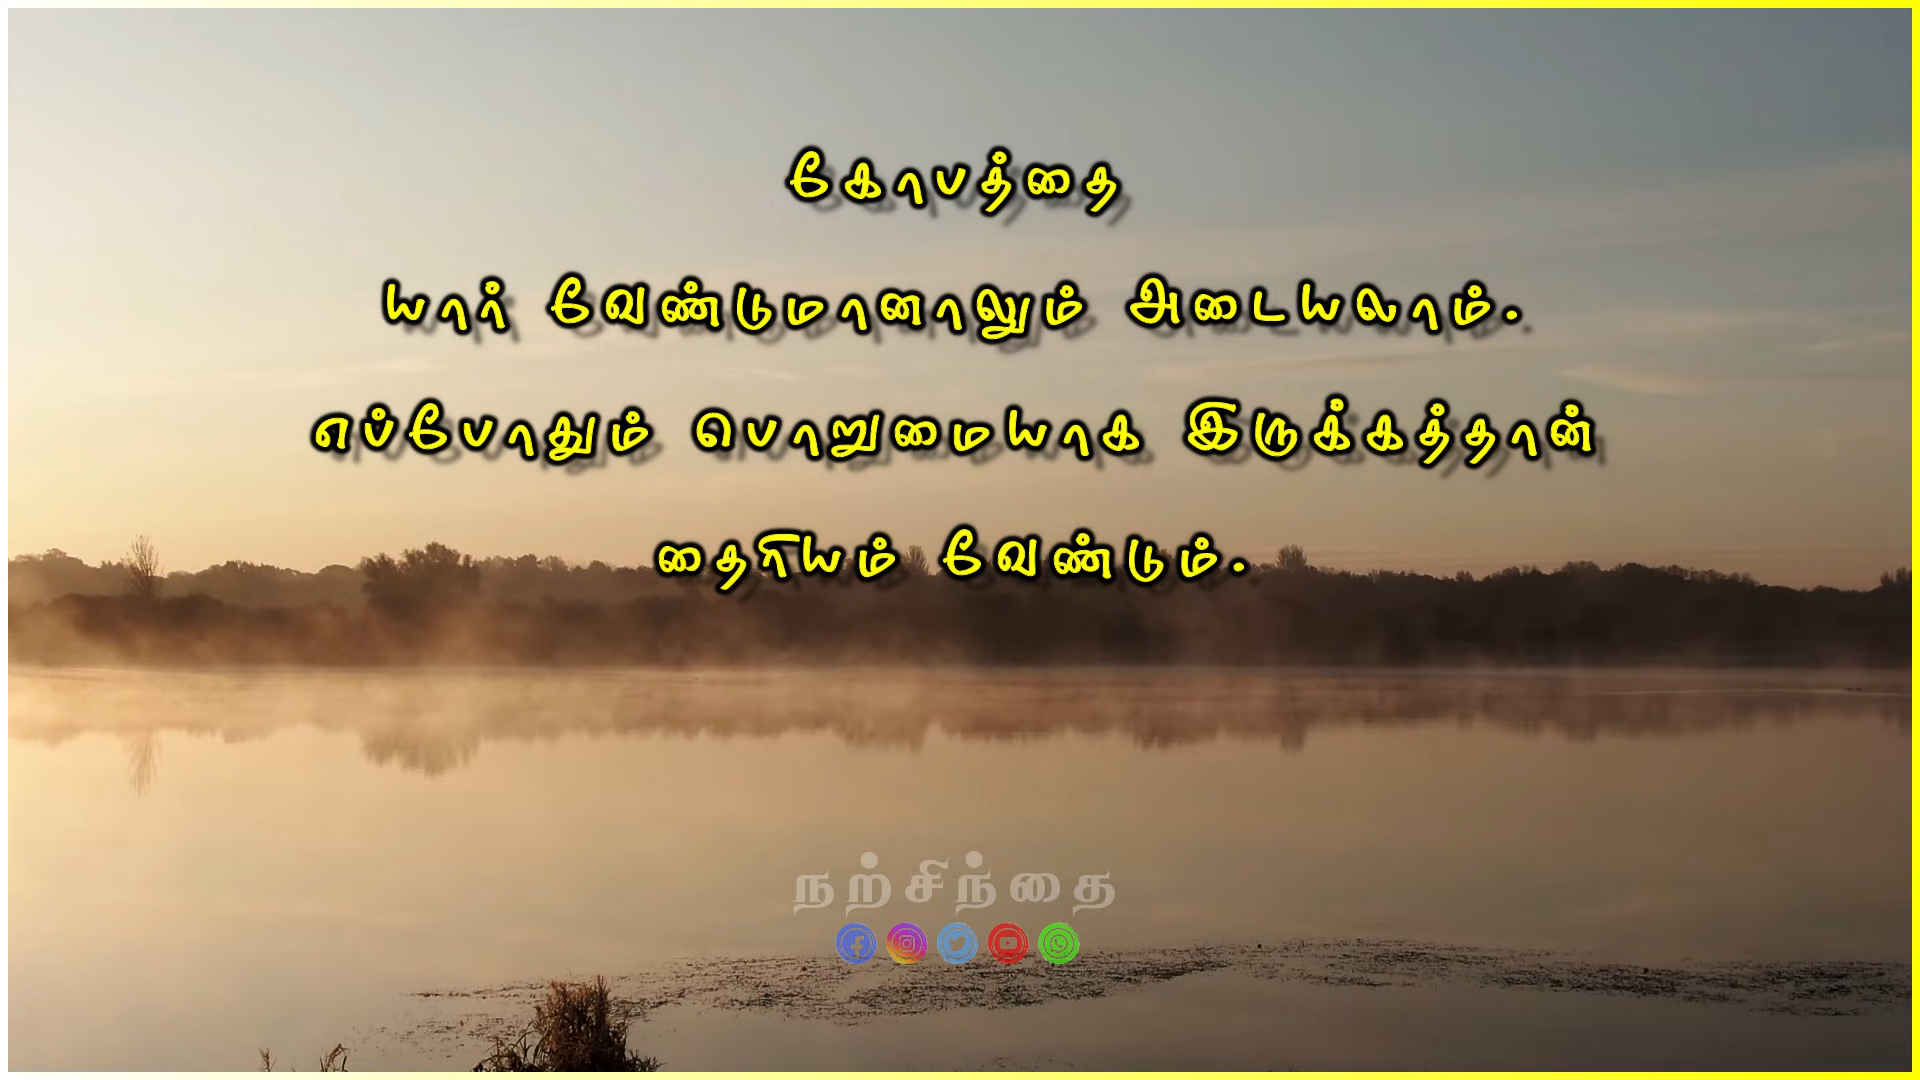 கோபத்தை
யார் வேண்டுமானாலும் அடையலாம்.
எப்போதும் பொறுமையாக இருக்கத்தான்
தைரியம் வேண்டும்.
நற்சிந்தை